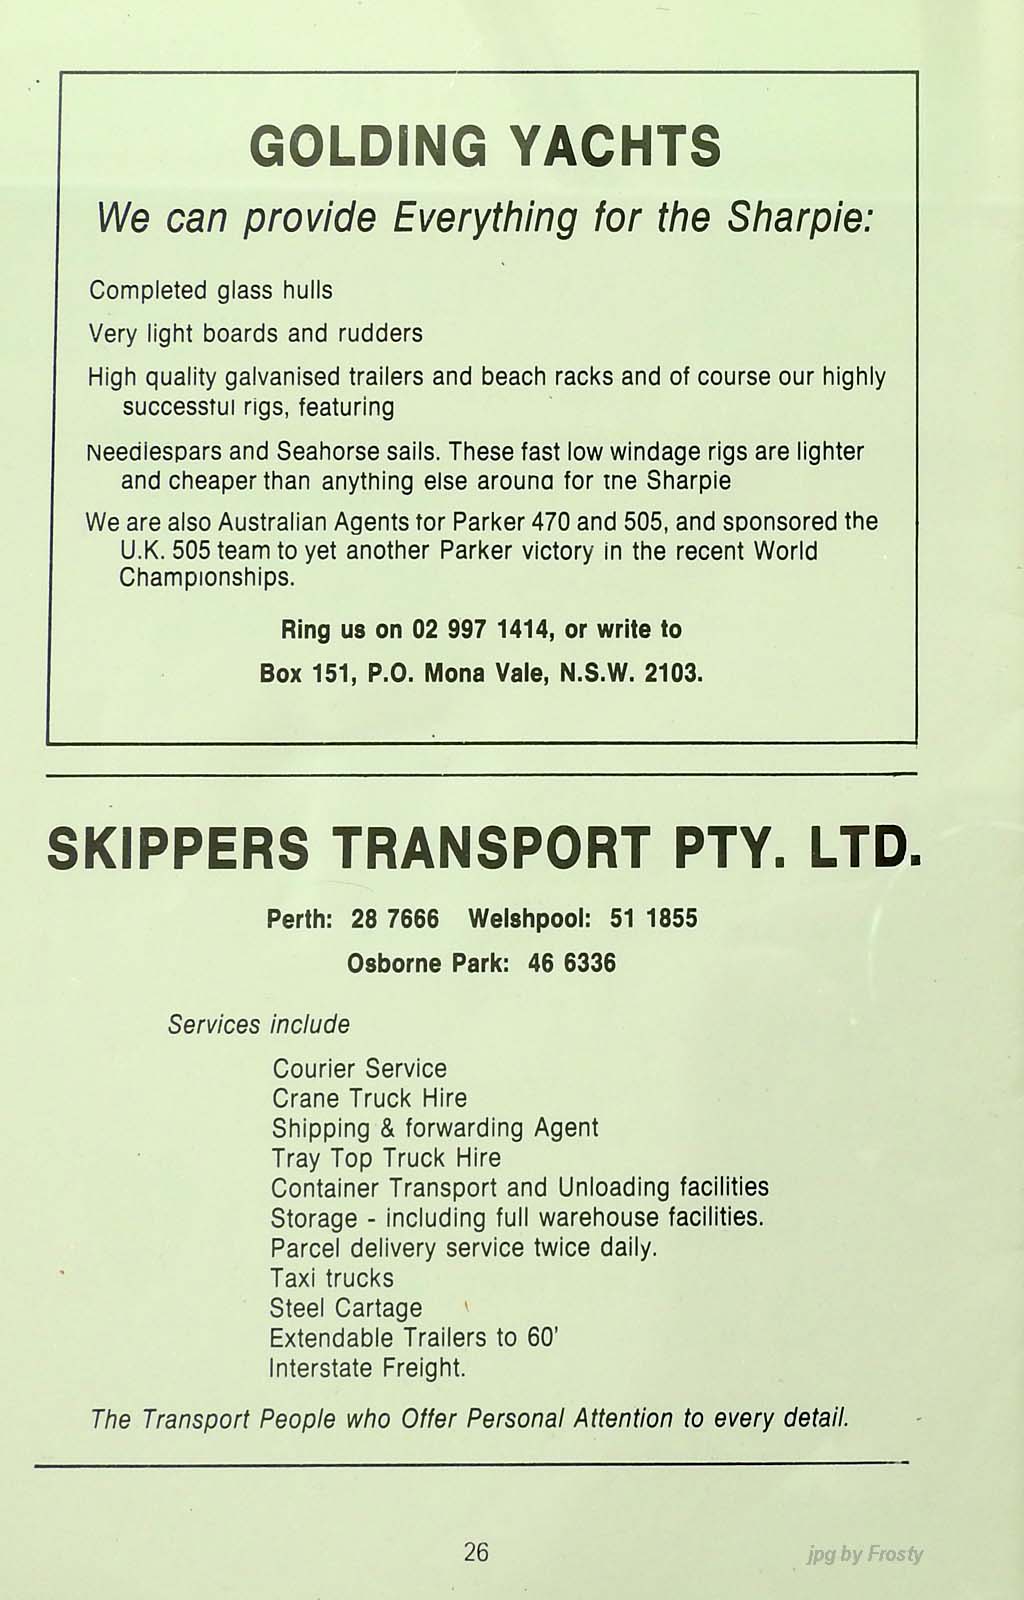 GOLDING YACHTS
We can provide Everything for the Sharpie:
Completed glass hulls
Very light boards and rudders
High quality galvanised trailers and beach racks and of course our highly
successful rigs, featuring
Needlespars and Seahorse sails. These fast low windage rigs are lighter
and cheaper than anything else around for the Sharpie
We are also Australian Agents for Parker 470 and 505, and sponsored the
U.K. 505 team to yet another Parker victory in the recent World
Championships.
Ring us on 02 997 1414, or write to
Box 151, P.O. Mona Vale, N.S.W. 2103.
SKIPPERS TRANSPORT PTY. LTD.
Perth: 28 7666 Welshpool: 51 1855
Osborne Park: 46 6336
Services include
Courier Service
Crane Truck Hire
Shipping & forwarding Agent
Tray Top Truck Hire
Container Transport and Unloading facilities
Storage - including full warehouse facilities.
Parcel delivery service twice daily.
Taxi trucks
Steel Cartage
Extendable Trailers to 60'
Interstate Freight.
The Transport People who Offer Personal Attention to every detail.
26
jpg by Frosty